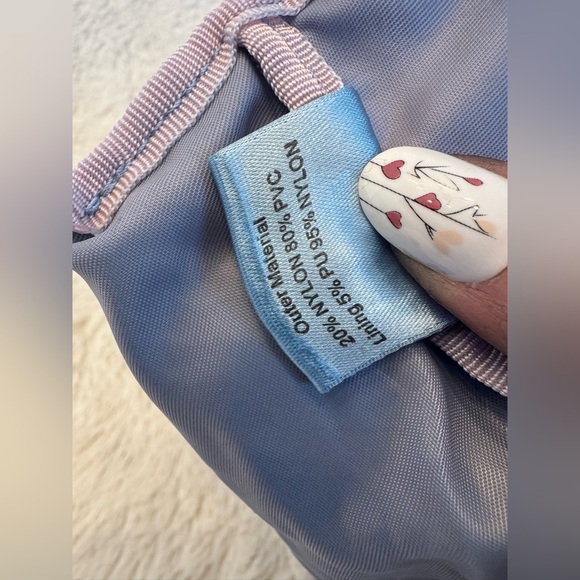 Outer Material
20% NYLON 80% PVC
Lining 5% PU 95% NYLON